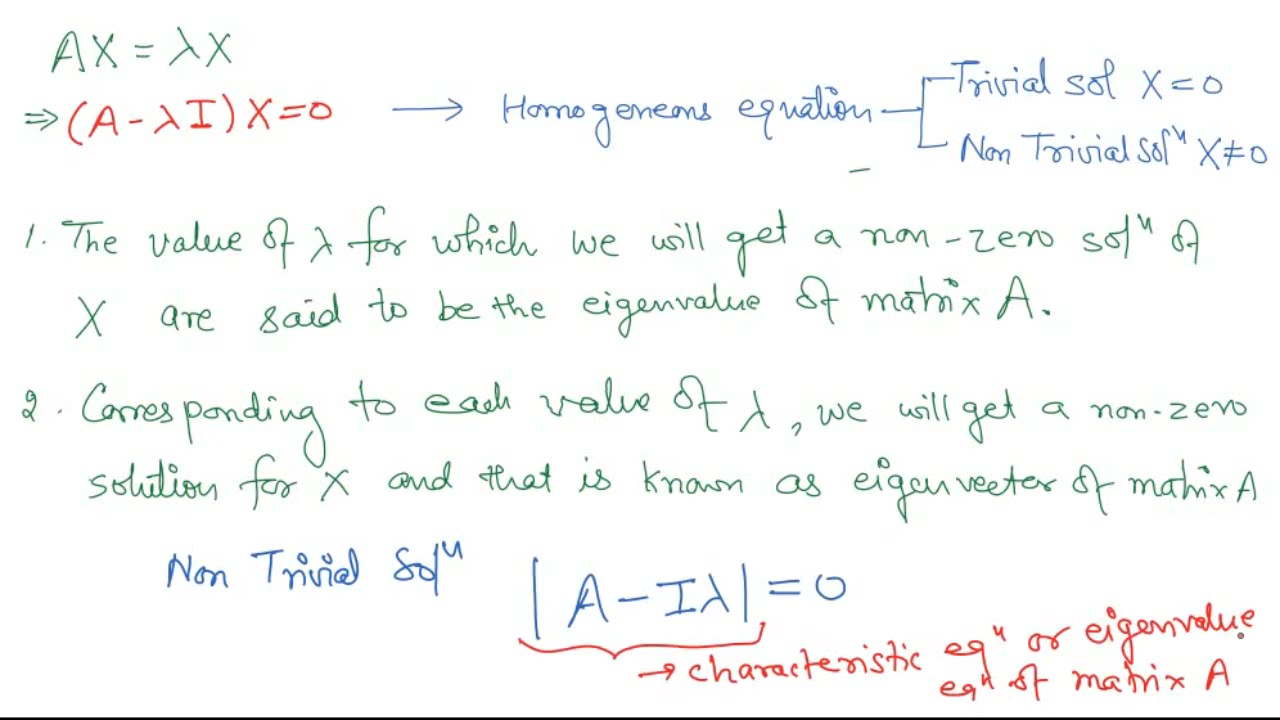 AX = λX
⇒ (A - λI) X = 0 → Homogeneous equation
Trivial sol X = 0
Non Trivial solⁿ X ≠ 0
1. The value of λ for which we will get a non-zero solⁿ of
X are said to be the eigenvalue of matrix A.
2. Corresponding to each value of λ, we will get a non-zero
solution for X and that is known as eigenvector of matrix A
Non Trivial Solⁿ |A - Iλ| = 0
→ characteristic eqⁿ or eigenvalue
eqⁿ of matrix A